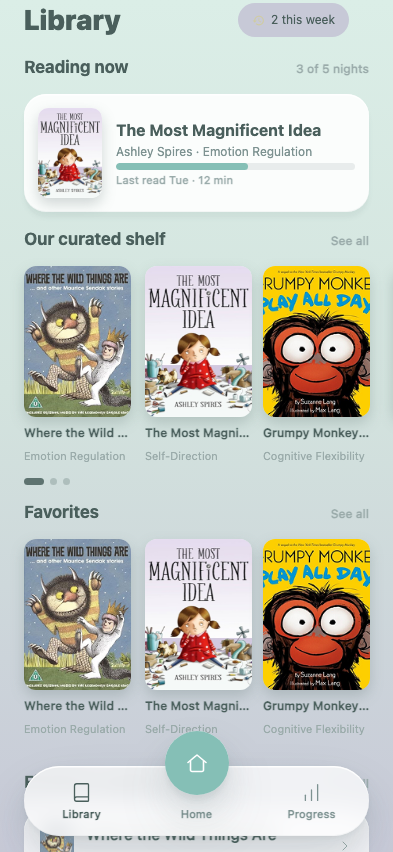 Library
2 this week
Reading now
3 of 5 nights
THE MOST
MAGNIFICENT
IDEA
ASHLEY SPIRES
The Most Magnificent Idea
Ashley Spires · Emotion Regulation
Last read Tue · 12 min
Our curated shelf
See all
WHERE THE WILD THINGS ARE
... and other Maurice Sendak stories
U
THE MOST
MAGNIFICENT
IDEA
ASHLEY SPIRES
RUMPY MONKE
PLAY ALL DAY
By Suzanne Lang
Illustrated by Max Lang
Where the Wild ...
The Most Magni...
Grumpy Monkey...
Emotion Regulation
Self-Direction
Cognitive Flexibility
Favorites
See all
WHERE THE WILD THINGS ARE
... and other Maurice Sendak stories
U
THE MOST
MAGNIFICENT
IDEA
ASHLEY SPIRES
RUMPY MONKE
PLAY ALL DAY
By Suzanne Lang
Illustrated by Max Lang
Where the Wild ...
The Most Magni...
Grumpy Monkey...
Emotion Regulation
Self-Direction
Cognitive Flexibility
Library
Home
Progress
Where the Wild Things Are